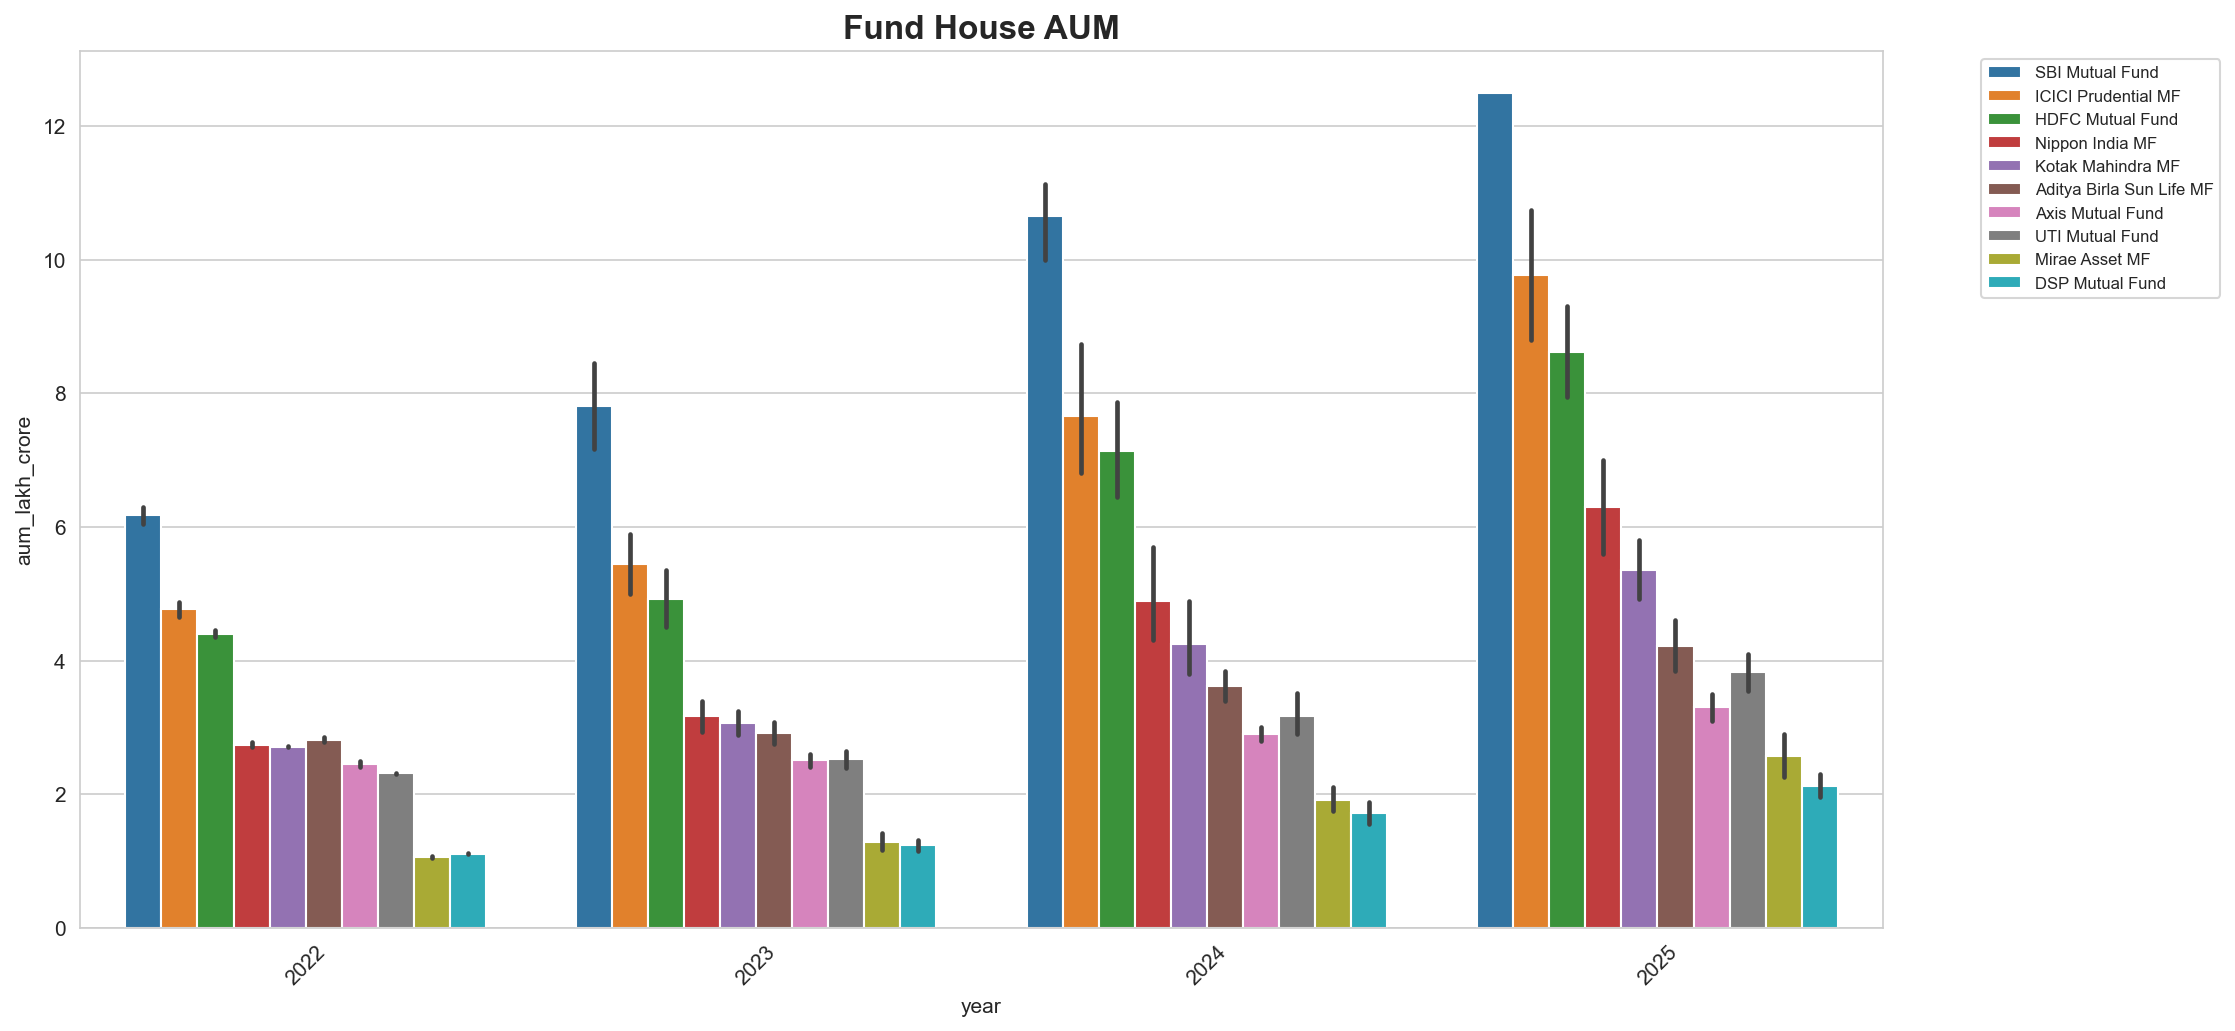 Fund House AUM
aum_lakh_crore
12
10
8
6
4
2
0
2022
2023
2024
2025
year
SBI Mutual Fund
ICICI Prudential MF
HDFC Mutual Fund
Nippon India MF
Kotak Mahindra MF
Aditya Birla Sun Life MF
Axis Mutual Fund
UTI Mutual Fund
Mirae Asset MF
DSP Mutual Fund